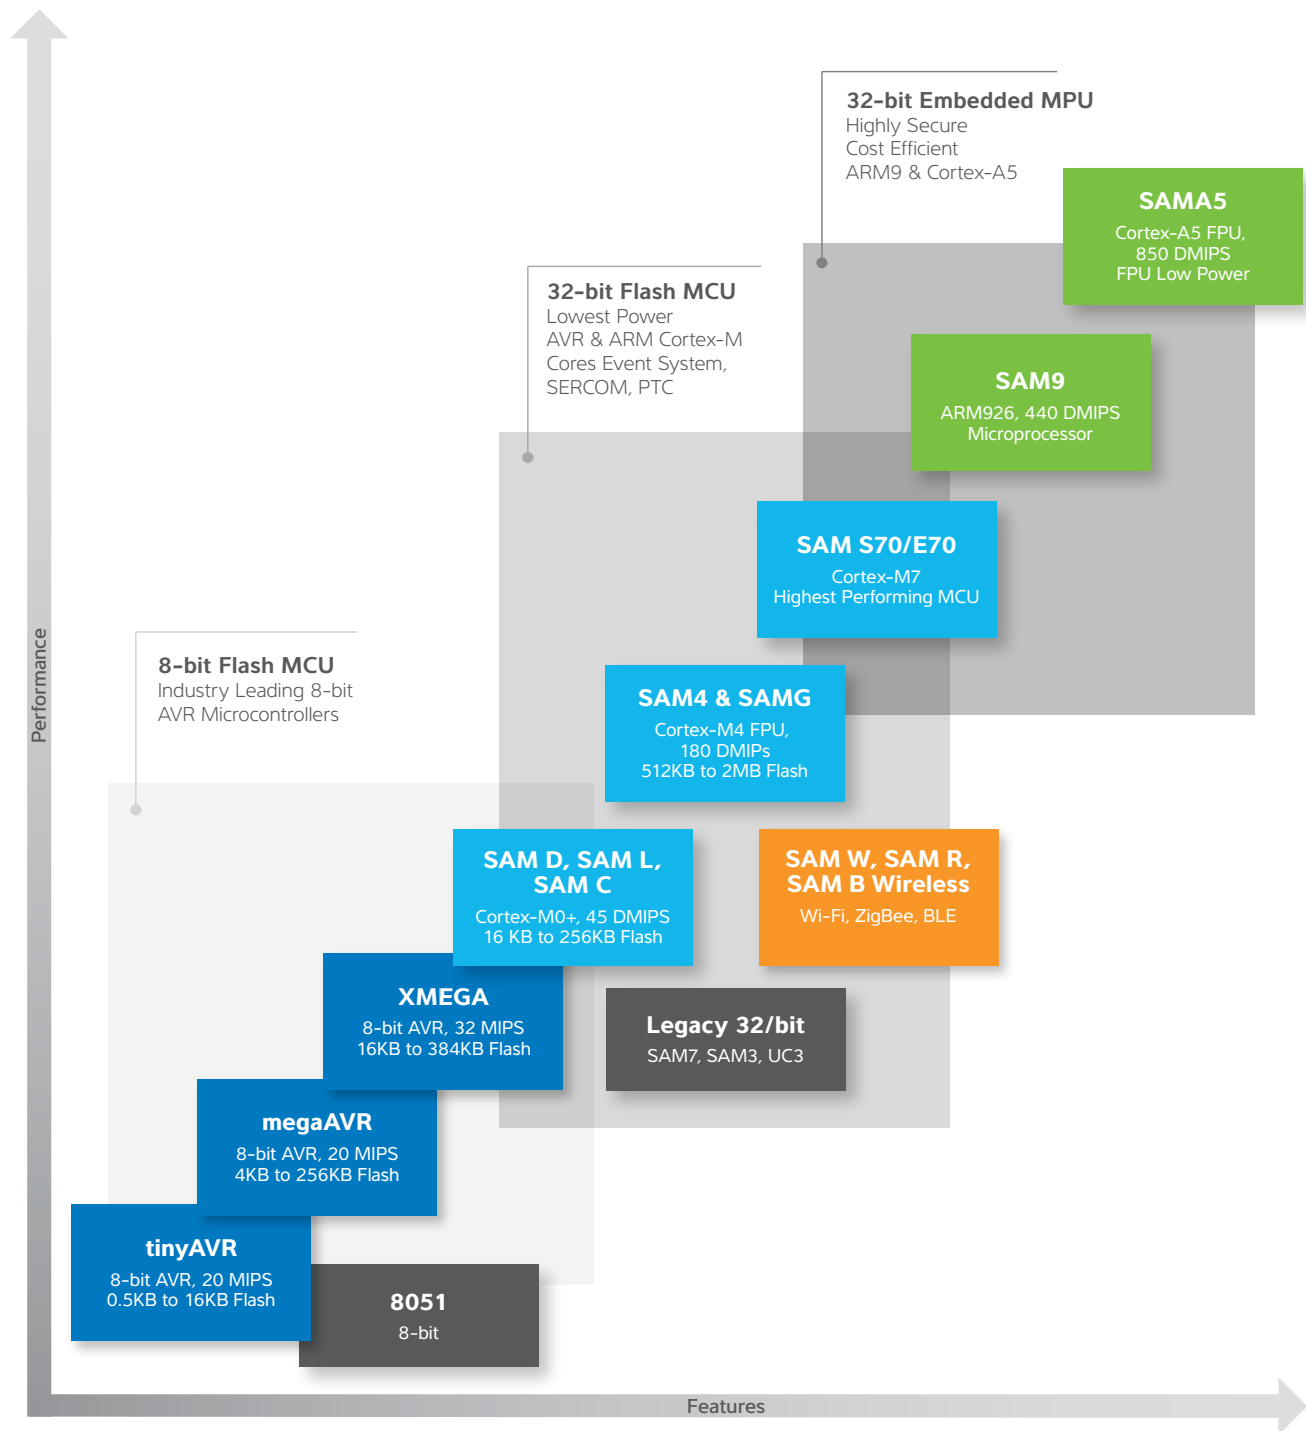 32-bit Embedded MPU
Highly Secure
Cost Efficient
ARM9 & Cortex-A5
SAMA5
Cortex-A5 FPU,
850 DMIPS
FPU Low Power
32-bit Flash MCU
Lowest Power
AVR & ARM Cortex-M
Cores Event System,
SERCOM, PTC
SAM9
ARM926, 440 DMIPS
Microprocessor
SAM S70/E70
Cortex-M7
Highest Performing MCU
Performance
8-bit Flash MCU
Industry Leading 8-bit
AVR Microcontrollers
SAM4 & SAMG
Cortex-M4 FPU,
180 DMIPs
512KB to 2MB Flash
SAM D, SAM L,
SAM C
Cortex-M0+, 45 DMIPS
16 KB to 256KB Flash
SAM W, SAM R,
SAM B Wireless
Wi-Fi, ZigBee, BLE
XMEGA
8-bit AVR, 32 MIPS
16KB to 384KB Flash
Legacy 32/bit
SAM7, SAM3, UC3
megaAVR
8-bit AVR, 20 MIPS
4KB to 256KB Flash
tinyAVR
8-bit AVR, 20 MIPS
0.5KB to 16KB Flash
8051
8-bit
Features